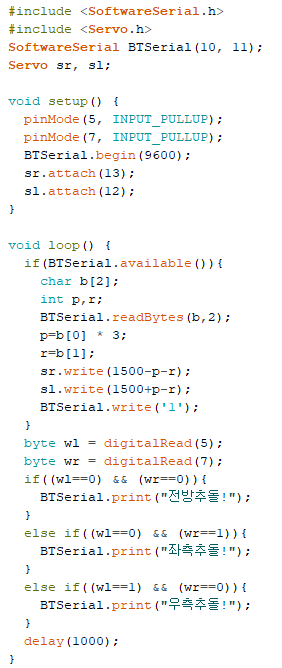 #include <SoftwareSerial.h>
#include <Servo.h>
SoftwareSerial BTSerial(10, 11);
Servo sr, sl;

void setup() {
  pinMode(5, INPUT_PULLUP);
  pinMode(7, INPUT_PULLUP);
  BTSerial.begin(9600);
  sr.attach(13);
  sl.attach(12);
}

void loop() {
  if(BTSerial.available()){
    char b[2];
    int p,r;
    BTSerial.readBytes(b,2);
    p=b[0] * 3;
    r=b[1];
    sr.write(1500-p-r);
    sl.write(1500+p-r);
    BTSerial.write('1');
  }
  byte wl = digitalRead(5);
  byte wr = digitalRead(7);
  if((wl==0) && (wr==0)){
    BTSerial.print("전방추돌!");
  }
  else if((wl==0) && (wr==1)){
    BTSerial.print("좌측추돌!");
  }
  else if((wl==1) && (wr==0)){
    BTSerial.print("우측추돌!");
  }
  delay(1000);
}